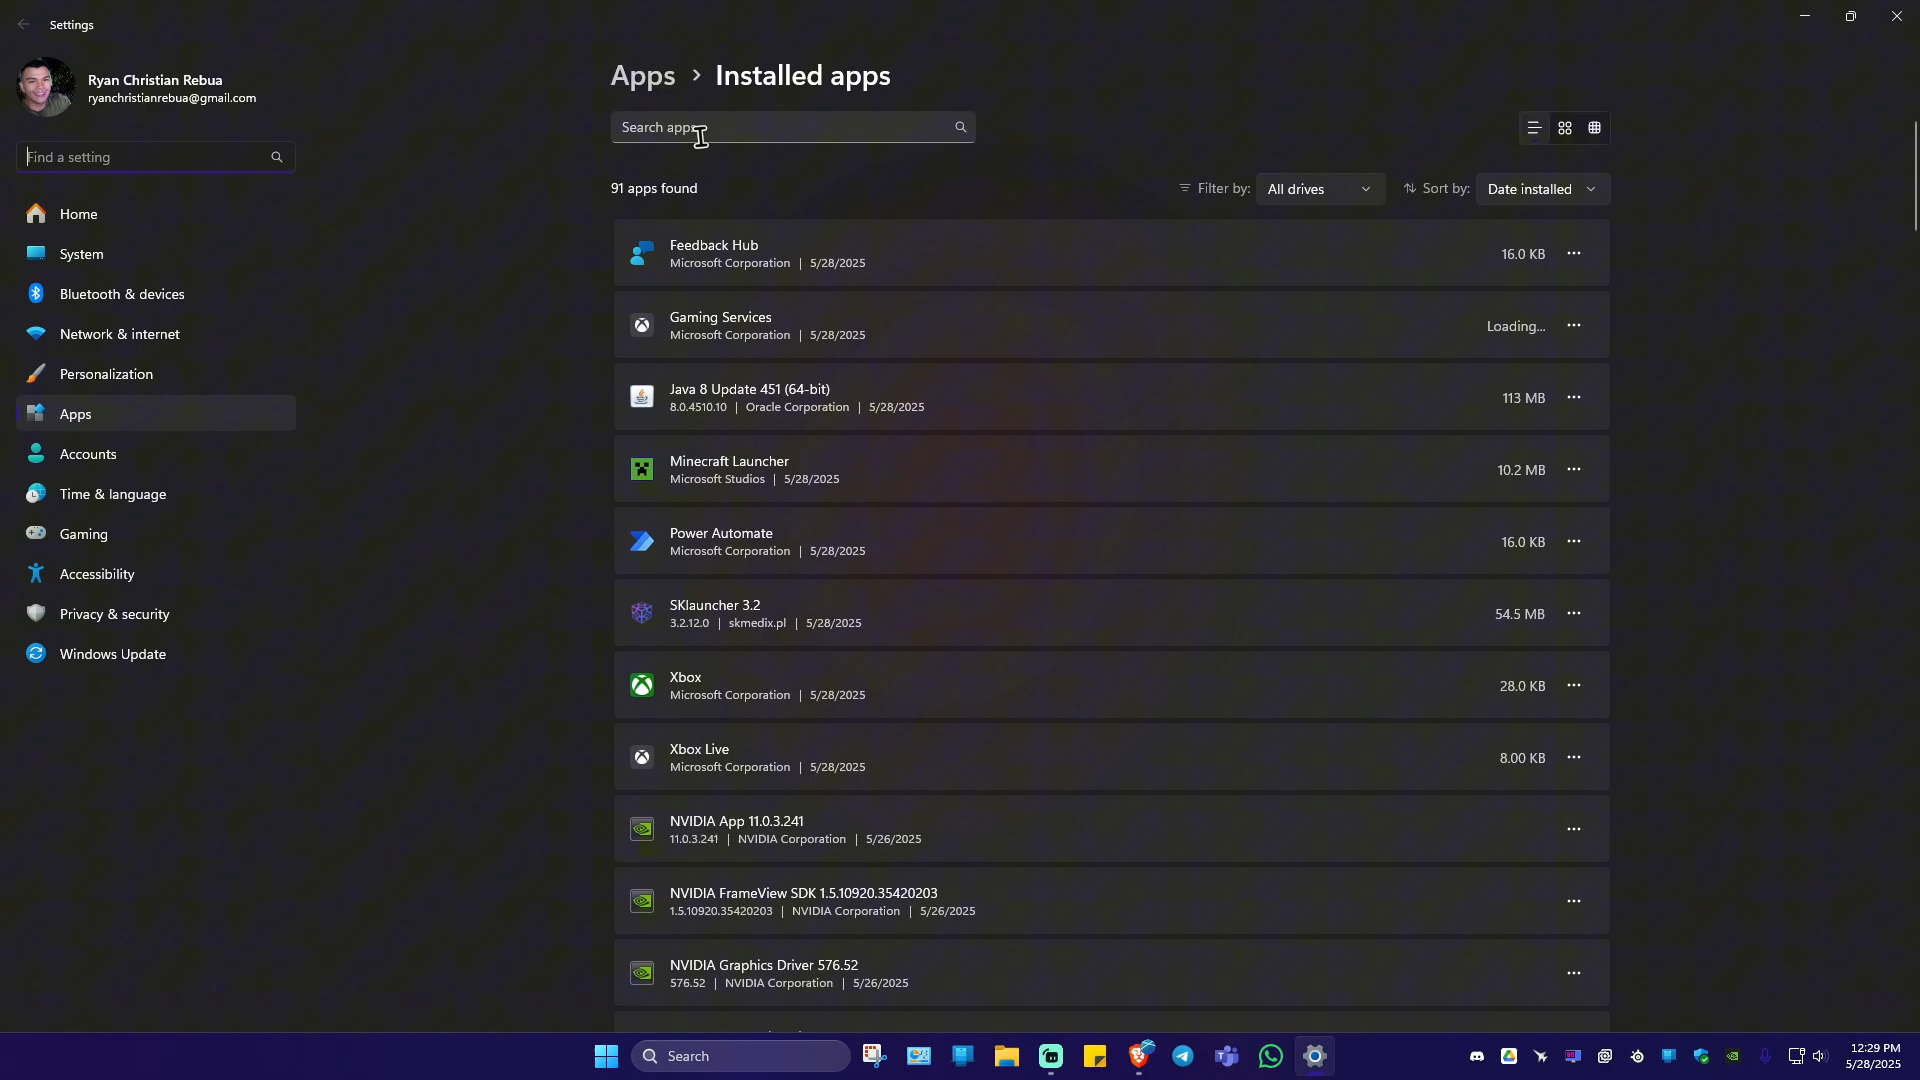 Settings
Ryan Christian Rebua
ryanchristianrebua@gmail.com
Find a setting
Home
System
Bluetooth & devices
Network & internet
Personalization
Apps
Accounts
Time & language
Gaming
Accessibility
Privacy & security
Windows Update
Apps > Installed apps
Search apps
91 apps found
Filter by: All drives
Sort by: Date installed
Feedback Hub
Microsoft Corporation | 5/28/2025
16.0 KB
Gaming Services
Microsoft Corporation | 5/28/2025
Loading...
Java 8 Update 451 (64-bit)
8.0.4510.10 | Oracle Corporation | 5/28/2025
113 MB
Minecraft Launcher
Microsoft Studios | 5/28/2025
10.2 MB
Power Automate
Microsoft Corporation | 5/28/2025
16.0 KB
SKlauncher 3.2
3.2.12.0 | skmedix.pl | 5/28/2025
54.5 MB
Xbox
Microsoft Corporation | 5/28/2025
28.0 KB
Xbox Live
Microsoft Corporation | 5/28/2025
8.00 KB
NVIDIA App 11.0.3.241
11.0.3.241 | NVIDIA Corporation | 5/26/2025
NVIDIA FrameView SDK 1.5.10920.35420203
1.5.10920.35420203 | NVIDIA Corporation | 5/26/2025
NVIDIA Graphics Driver 576.52
576.52 | NVIDIA Corporation | 5/26/2025
Search
12:29 PM
5/28/2025